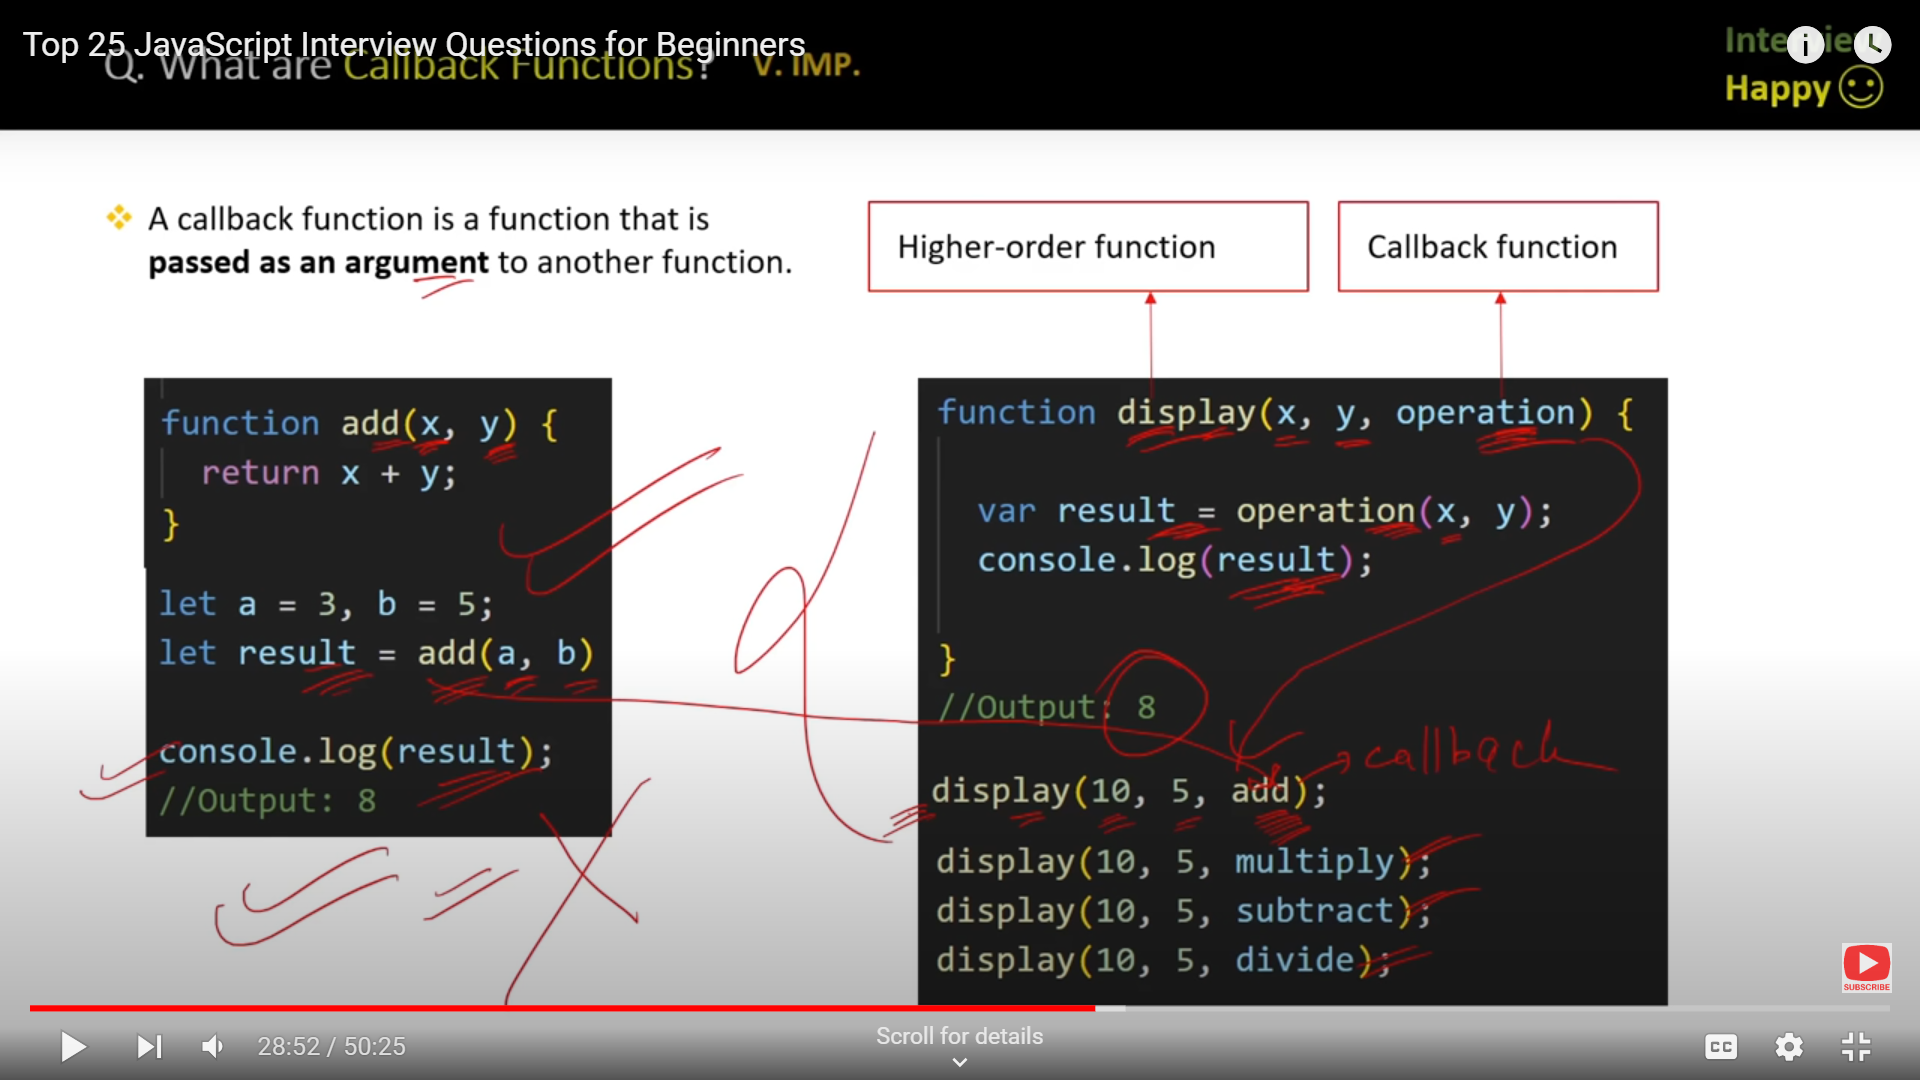 Top 25 JavaScript Interview Questions for Beginners
Q. What are Callback Functions? V. IMP.
Interview
Happy
A callback function is a function that is
passed as an argument to another function.
Higher-order function
Callback function
function add(x, y) {
return x + y;
}
let a = 3, b = 5;
let result = add(a, b)
console.log(result);
//Output: 8
function display(x, y, operation) {
var result = operation(x, y);
console.log(result);
}
//Output: 8
display(10, 5, add);
callback
display(10, 5, multiply);
display(10, 5, subtract);
display(10, 5, divide);
SUBSCRIBE
28:52 / 50:25
Scroll for details
CC